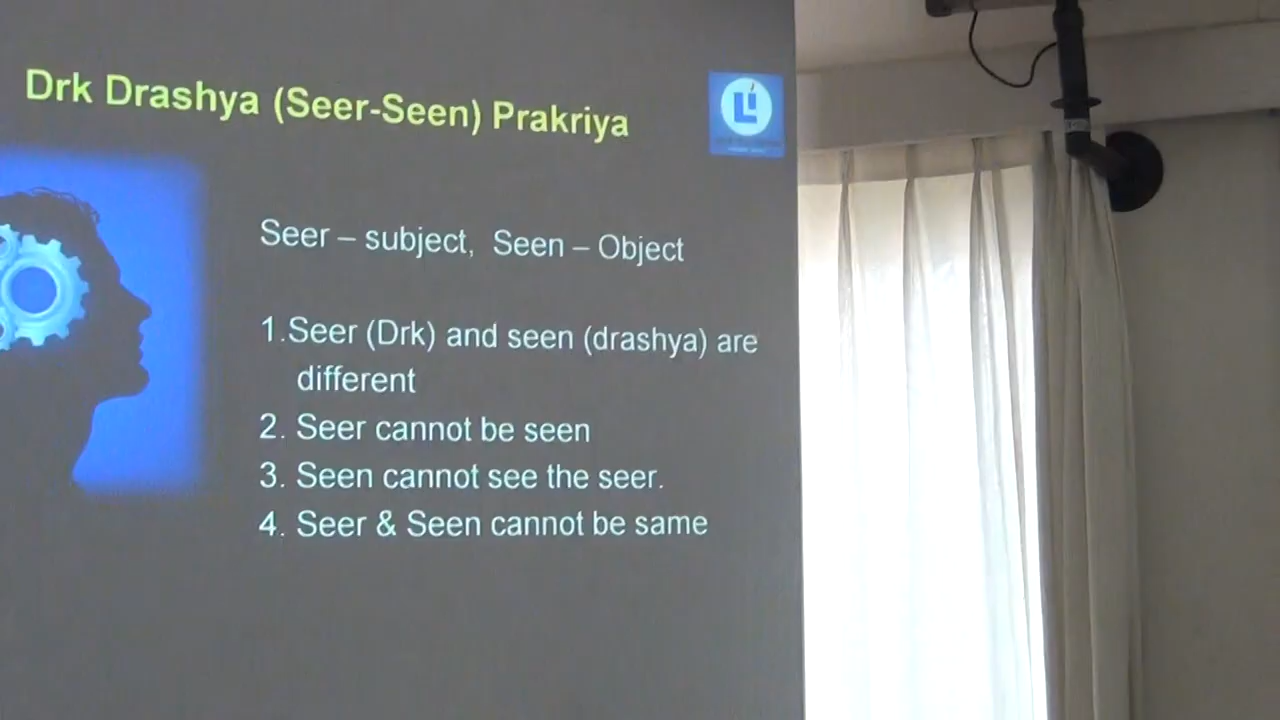 Drk Drashya (Seer-Seen) Prakriya
Seer – subject, Seen – Object
1.Seer (Drk) and seen (drashya) are
different
2. Seer cannot be seen
3. Seen cannot see the seer.
4. Seer & Seen cannot be same